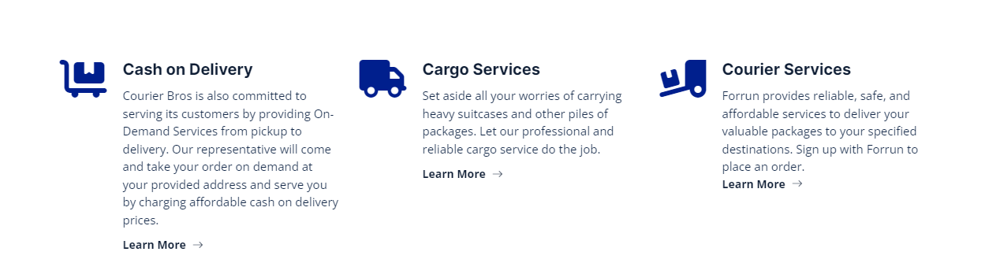 Cash on Delivery
Courier Bros is also committed to
serving its customers by providing On-
Demand Services from pickup to
delivery. Our representative will come
and take your order on demand at
your provided address and serve you
by charging affordable cash on delivery
prices.
Learn More
Cargo Services
Set aside all your worries of carrying
heavy suitcases and other piles of
packages. Let our professional and
reliable cargo service do the job.
Learn More
Courier Services
Forrun provides reliable, safe, and
affordable services to deliver your
valuable packages to your specified
destinations. Sign up with Forrun to
place an order.
Learn More